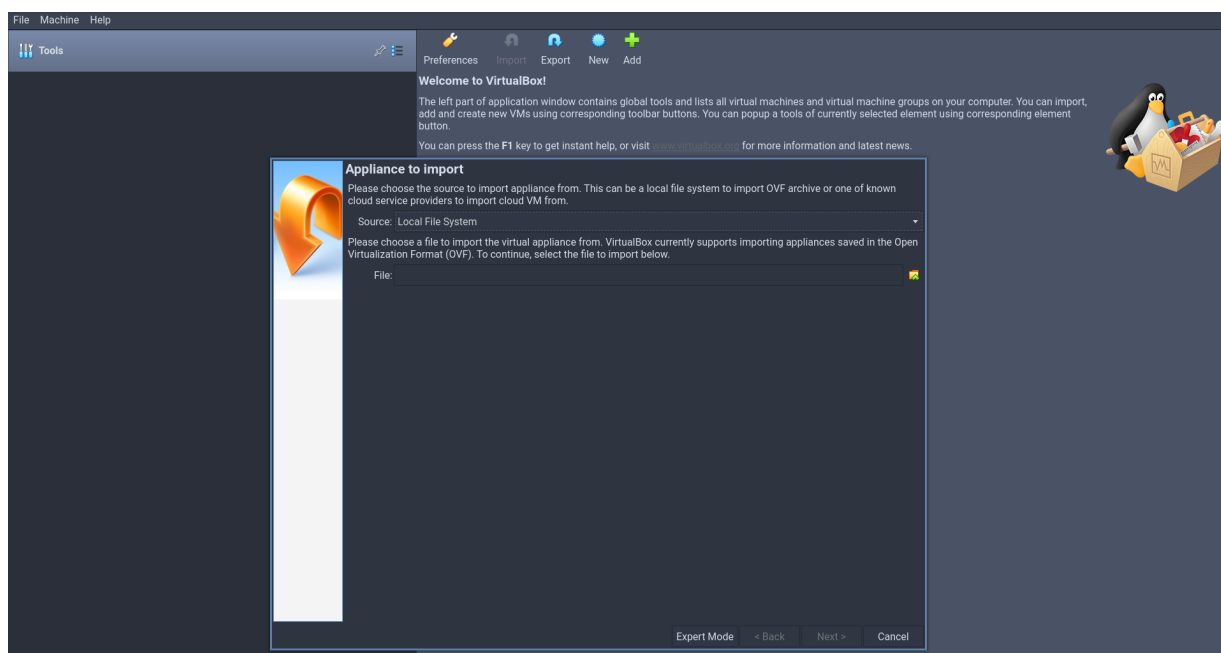 File Machine Help
Tools
Preferences Import Export New Add
Welcome to VirtualBox!
The left part of application window contains global tools and lists all virtual machines and virtual machine groups on your computer. You can import,
add and create new VMs using corresponding toolbar buttons. You can popup a tools of currently selected element using corresponding element
button.
You can press the F1 key to get instant help, or visit www.virtualbox.org for more information and latest news.
Appliance to import
Please choose the source to import appliance from. This can be a local file system to import OVF archive or one of known
cloud service providers to import cloud VM from.
Source: Local File System
Please choose a file to import the virtual appliance from. VirtualBox currently supports importing appliances saved in the Open
Virtualization Format (OVF). To continue, select the file to import below.
File:
Expert Mode < Back Next > Cancel